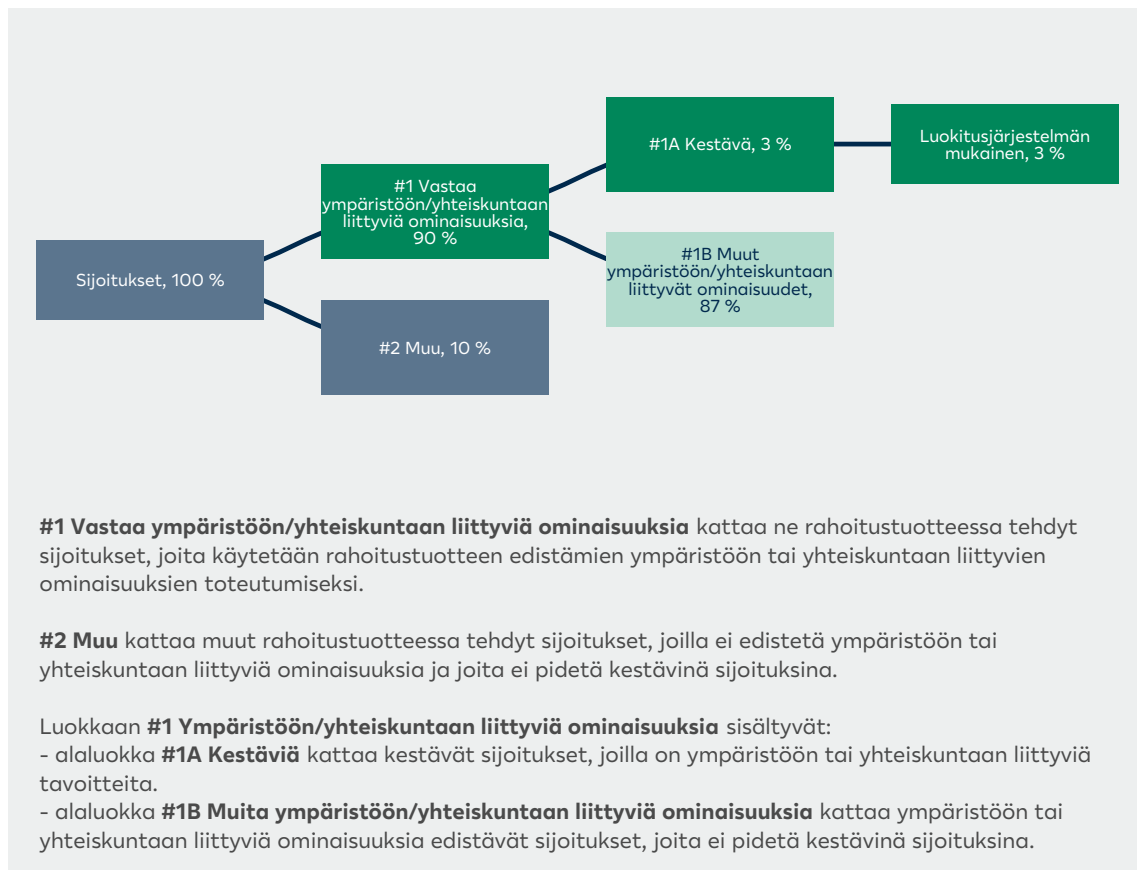 Sijoitukset, 100 %
#1 Vastaa
ympäristöön/yhteiskuntaan
liittyviä ominaisuuksia,
90 %
#2 Muu, 10 %
#1A Kestävä, 3 %
#1B Muut
ympäristöön/yhteiskuntaan
liittyvät ominaisuudet,
87 %
Luokitusjärjestelmän
mukainen, 3 %
#1 Vastaa ympäristöön/yhteiskuntaan liittyviä ominaisuuksia kattaa ne rahoitustuotteessa tehdyt
sijoitukset, joita käytetään rahoitustuotteen edistämien ympäristöön tai yhteiskuntaan liittyvien
ominaisuuksien toteutumiseksi.
#2 Muu kattaa muut rahoitustuotteessa tehdyt sijoitukset, joilla ei edistetä ympäristöön tai
yhteiskuntaan liittyviä ominaisuuksia ja joita ei pidetä kestävinä sijoituksina.
Luokkaan #1 Ympäristöön/yhteiskuntaan liittyviä ominaisuuksia sisältyvät:
- alaluokka #1A Kestäviä kattaa kestävät sijoitukset, joilla on ympäristöön tai yhteiskuntaan liittyviä
tavoitteita.
- alaluokka #1B Muita ympäristöön/yhteiskuntaan liittyviä ominaisuuksia kattaa ympäristöön tai
yhteiskuntaan liittyviä ominaisuuksia edistävät sijoitukset, joita ei pidetä kestävinä sijoituksina.